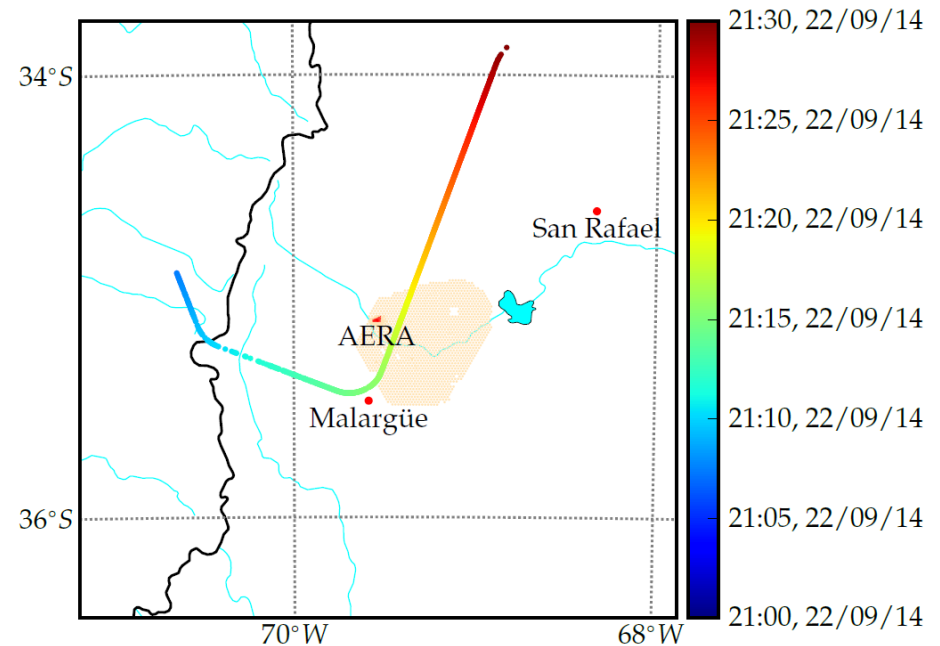 21:30, 22/09/14
34°S
21:25, 22/09/14
San Rafael
21:20, 22/09/14
AERA
21:15, 22/09/14
Malargüe
21:10, 22/09/14
36°S
21:05, 22/09/14
21:00, 22/09/14
70°W
68°W